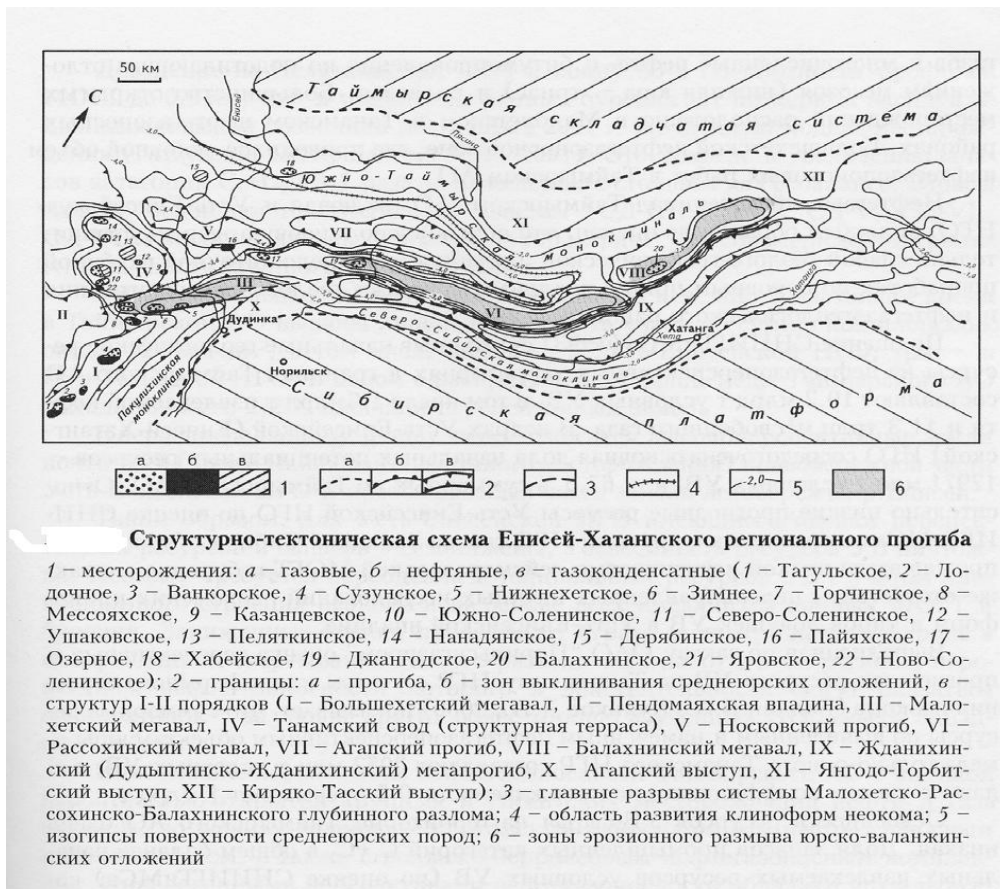 50 км
С
Енисей
Таймырская
складчатая система
Пясина
Южно-Таймырская
моноклиналь
XII
XI
VII
V
IV
III
II
I
X
VI
VIII
IX
Дудинка
Норильск
Хатанга
Хета
Хатанга
Пакулихинская
моноклиналь
Северо-Сибирская моноклиналь
Сибирская платформа
а б в а б в
1 2 3 4 -2,0 5 6
Структурно-тектоническая схема Енисей-Хатангского регионального прогиба
1 – месторождения: а – газовые, б – нефтяные, в – газоконденсатные (1 – Тагульское, 2 – Ло-
дочное, 3 – Ванкорское, 4 – Сузунское, 5 – Нижнехетское, 6 – Зимнее, 7 – Горчинское, 8 –
Мессояхское, 9 – Казанцевское, 10 – Южно-Соленинское, 11 – Северо-Соленинское, 12 –
Ушаковское, 13 – Пеляткинское, 14 – Нанадянское, 15 – Дерябинское, 16 – Пайяхское, 17 –
Озерное, 18 – Хабейское, 19 – Джангодское, 20 – Балахнинское, 21 – Яровское, 22 – Ново-Со-
ленинское); 2 – границы: а – прогиба, б – зон выклинивания среднеюрских отложений, в –
структур I-II порядков (I – Большехетский мегавал, II – Пендомаяхская впадина, III – Мало-
хетский мегавал, IV – Танамский свод (структурная терраса), V – Носковский прогиб, VI –
Рассохинский мегавал, VII – Агапский прогиб, VIII – Балахнинский мегавал, IX – Жданихин-
ский (Дудыптинско-Жданихинский) мегапрогиб, X – Агапский выступ, XI – Янгодо-Горбит-
ский выступ, XII – Киряко-Тасский выступ); 3 – главные разрывы системы Малохетско-Рас-
сохинско-Балахнинского глубинного разлома; 4 – область развития клиноформ неокома; 5 –
изогипсы поверхности среднеюрских пород; 6 – зона эрозионного размыва юрско-валанжин-
ских отложений